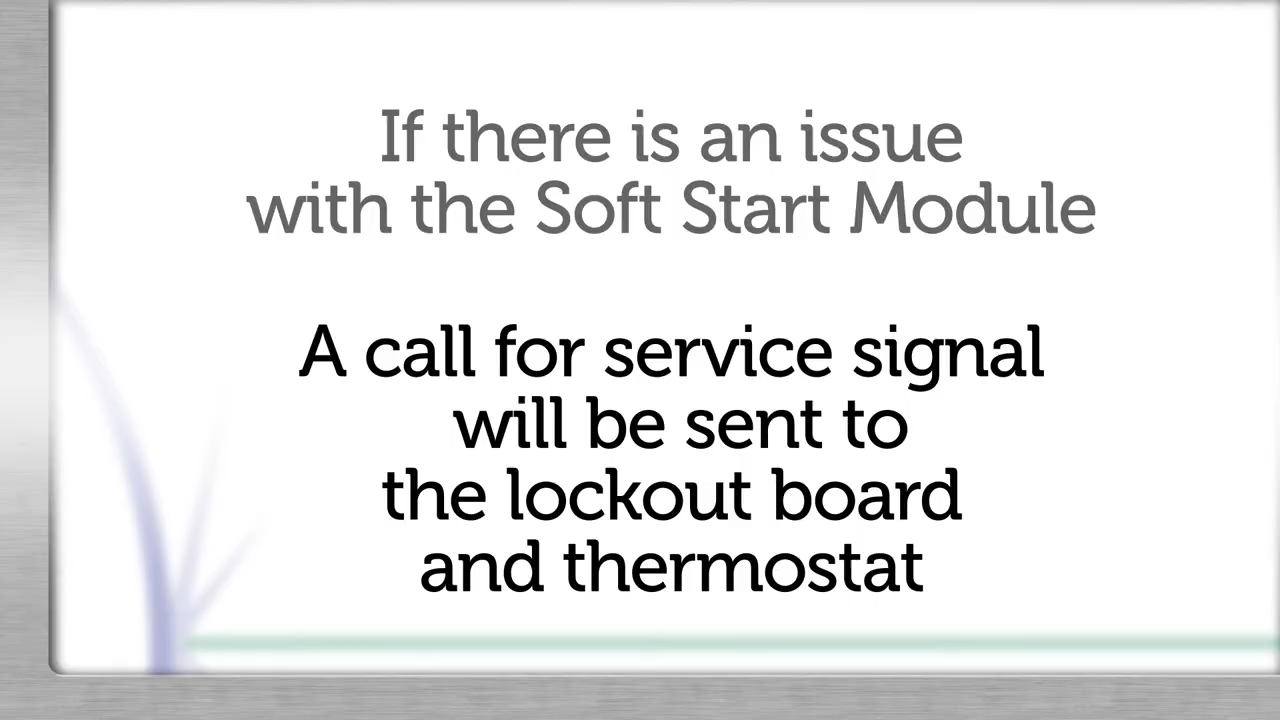 If there is an issue
with the Soft Start Module
A call for service signal
will be sent to
the lockout board
and thermostat